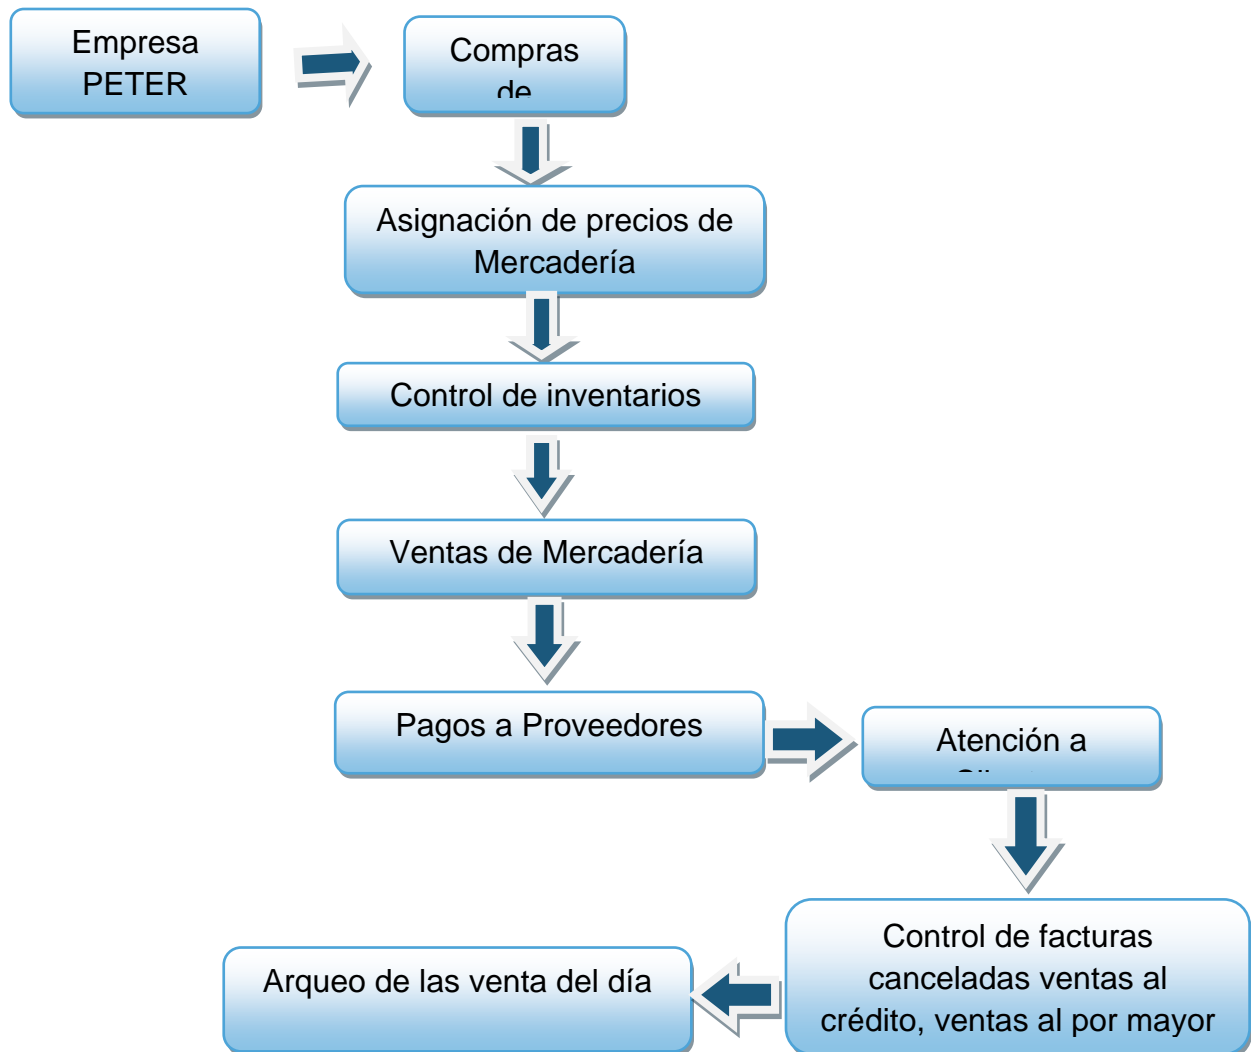 Empresa
PETER
Compras
de
Asignación de precios de
Mercadería
Control de inventarios
Ventas de Mercadería
Pagos a Proveedores
Atención a
Control de facturas
canceladas ventas al
crédito, ventas al por mayor
Arqueo de las venta del día